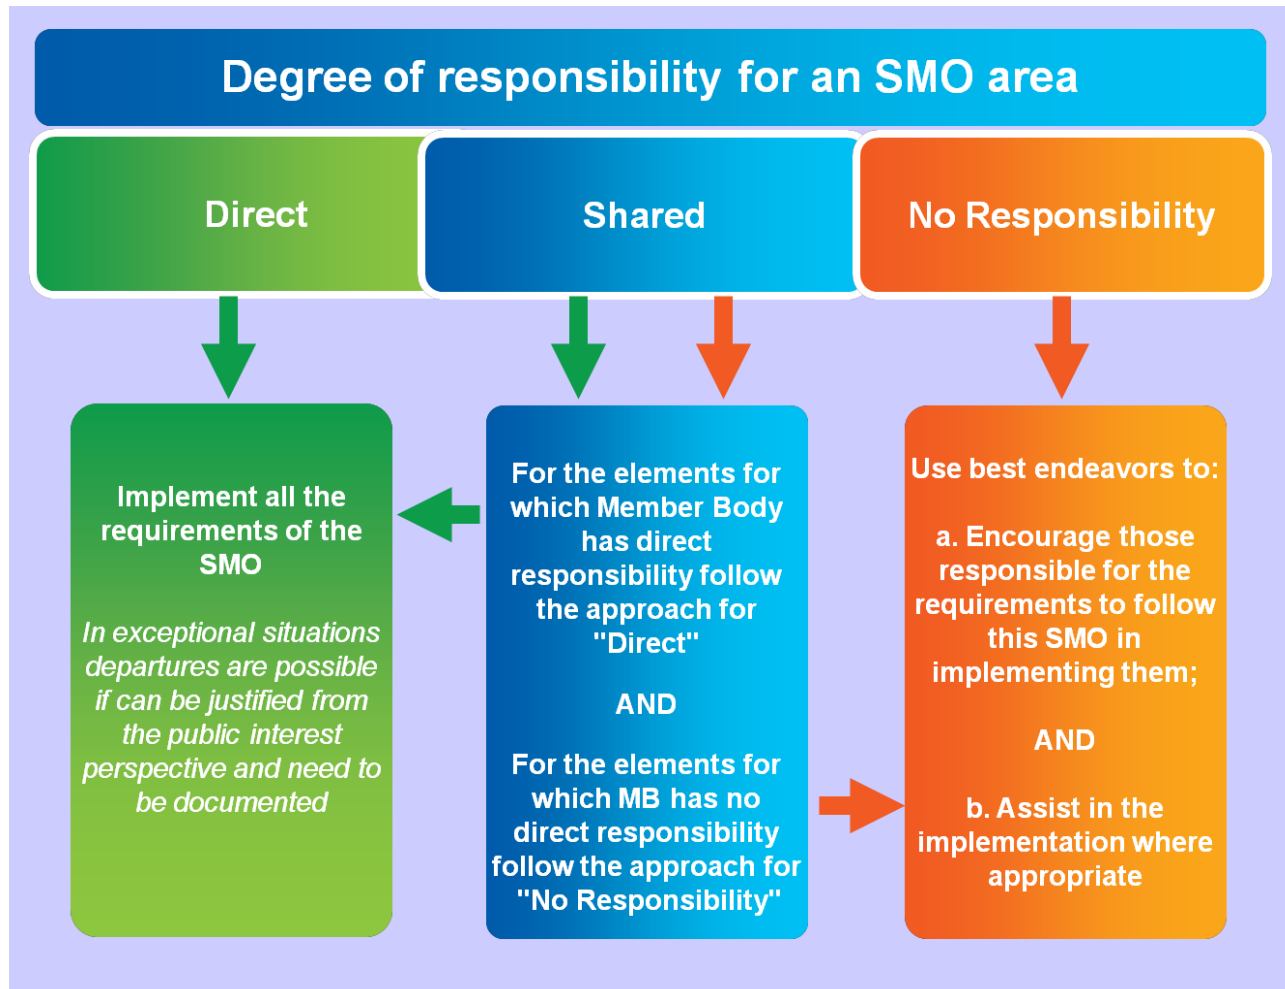 Degree of responsibility for an SMO area
Direct
Shared
No Responsibility
Implement all the
requirements of the
SMO
In exceptional situations
departures are possible
if can be justified from
the public interest
perspective and need to
be documented
For the elements for
which Member Body
has direct
responsibility follow
the approach for
"Direct"
AND
For the elements for
which MB has no
direct responsibility
follow the approach for
"No Responsibility"
Use best endeavors to:
a. Encourage those
responsible for the
requirements to follow
this SMO in
implementing them;
AND
b. Assist in the
implementation where
appropriate